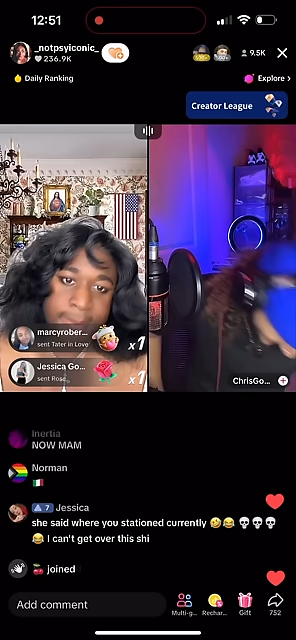 12:51
_notpsyiconic_
236.9K
9.5K
Daily Ranking
Explore >
Creator League
marcyrober...
sent Tater in Love
x1
Jessica Go...
sent Rose
x1
ChrisGo...
Inertia
NOW MAM
Norman
7 Jessica
she said where you stationed currently
I can't get over this shi
joined
Add comment
Multi-g...
Rechar...
Gift
752